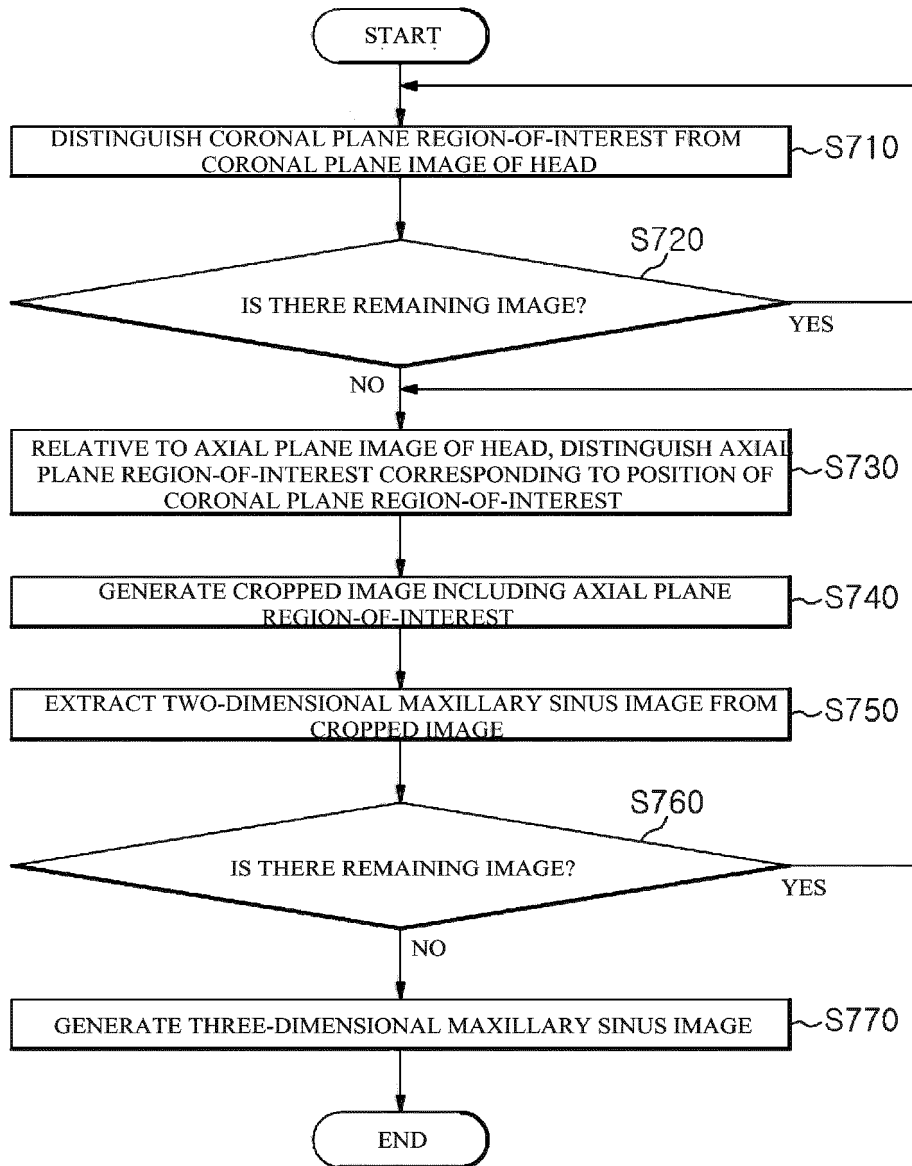 START
DISTINGUISH CORONAL PLANE REGION-OF-INTEREST FROM
CORONAL PLANE IMAGE OF HEAD
S710
S720
IS THERE REMAINING IMAGE?
YES
NO
RELATIVE TO AXIAL PLANE IMAGE OF HEAD, DISTINGUISH AXIAL
PLANE REGION-OF-INTEREST CORRESPONDING TO POSITION OF
CORONAL PLANE REGION-OF-INTEREST
S730
GENERATE CROPPED IMAGE INCLUDING AXIAL PLANE
REGION-OF-INTEREST
S740
EXTRACT TWO-DIMENSIONAL MAXILLARY SINUS IMAGE FROM
CROPPED IMAGE
S750
S760
IS THERE REMAINING IMAGE?
YES
NO
GENERATE THREE-DIMENSIONAL MAXILLARY SINUS IMAGE
S770
END